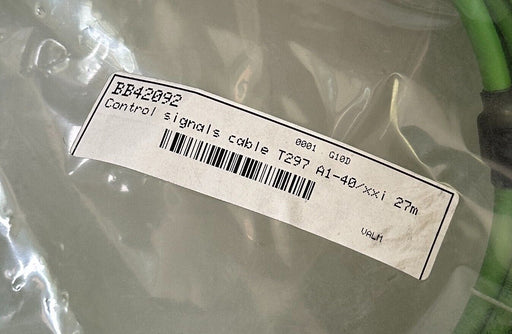 BB42092
0001 G10D
Control signals cable T297 A1-40/xxi 27m
VALM